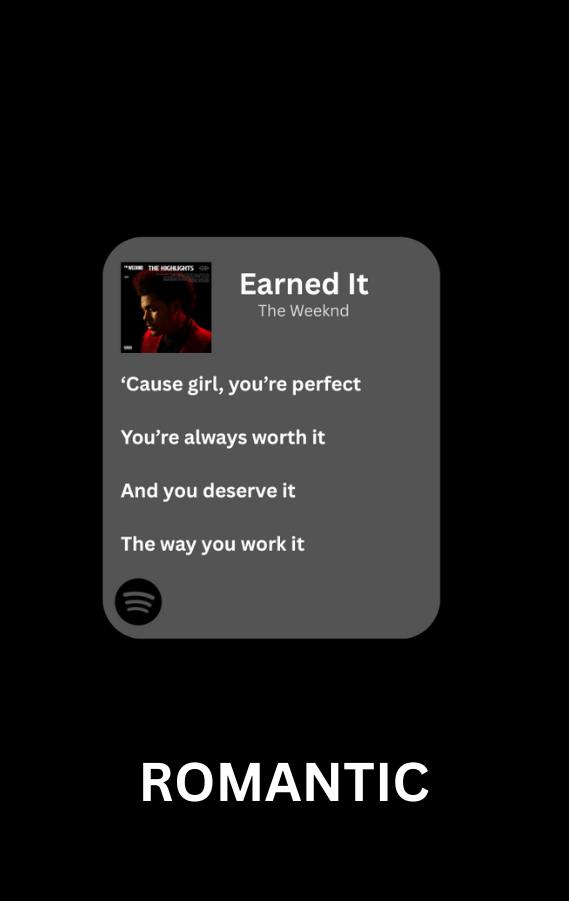 THE WEEKND THE HIGHLIGHTS
Earned It
The Weeknd
‘Cause girl, you’re perfect
You’re always worth it
And you deserve it
The way you work it
ROMANTIC